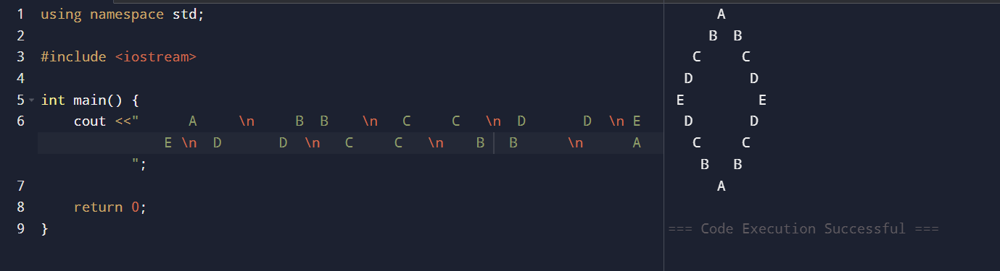 1 using namespace std;
2
3 #include <iostream>
4
5 int main() {
6     cout <<"      A     \n     B B    \n   C     C   \n  D       D  \n E
               E \n  D       D  \n   C     C   \n    B   B      \n      A
           ";
7
8     return 0;
9 }
      A
     B  B
   C     C
  D       D
 E         E
  D       D
   C     C
    B   B
      A
=== Code Execution Successful ===